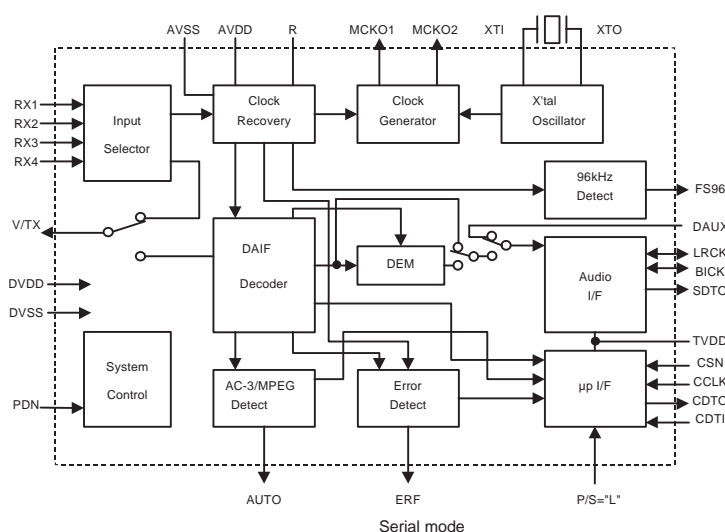 AVSS AVDD R MCKO1 MCKO2 XTI XTO
RX1
RX2
RX3
RX4
Input
Selector
Clock
Recovery
Clock
Generator
X'tal
Oscillator
96kHz
Detect
FS96
V/TX
DAUX
DAIF
Decoder
DEM
Audio
I/F
LRCK
BICK
SDTO
DVDD
DVSS
TVDD
System
Control
AC-3/MPEG
Detect
Error
Detect
µp I/F
CSN
CCLK
CDTO
CDTI
PDN
AUTO ERF P/S="L"
Serial mode